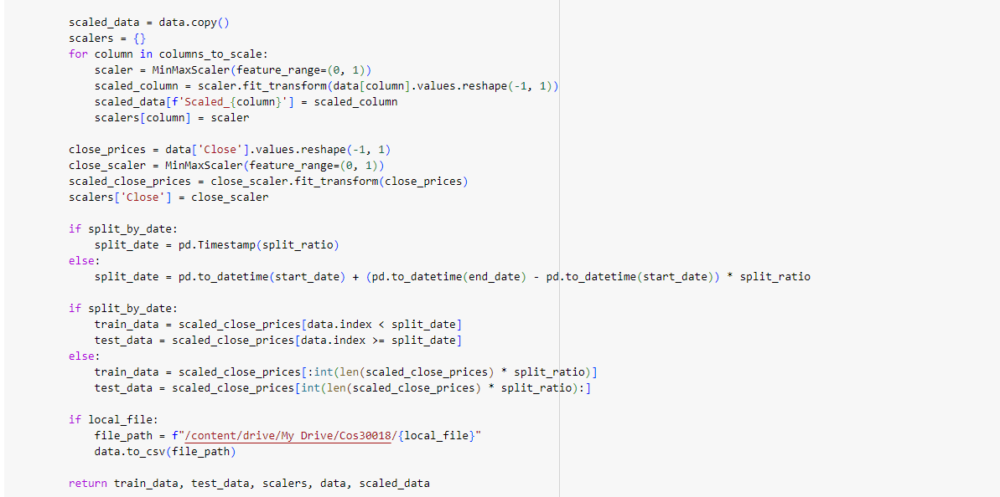 scaled_data = data.copy()
scalers = {}
for column in columns_to_scale:
    scaler = MinMaxScaler(feature_range=(0, 1))
    scaled_column = scaler.fit_transform(data[column].values.reshape(-1, 1))
    scaled_data[f'Scaled_{column}'] = scaled_column
    scalers[column] = scaler

close_prices = data['Close'].values.reshape(-1, 1)
close_scaler = MinMaxScaler(feature_range=(0, 1))
scaled_close_prices = close_scaler.fit_transform(close_prices)
scalers['Close'] = close_scaler

if split_by_date:
    split_date = pd.Timestamp(split_ratio)
else:
    split_date = pd.to_datetime(start_date) + (pd.to_datetime(end_date) - pd.to_datetime(start_date)) * split_ratio

if split_by_date:
    train_data = scaled_close_prices[data.index < split_date]
    test_data = scaled_close_prices[data.index >= split_date]
else:
    train_data = scaled_close_prices[:int(len(scaled_close_prices) * split_ratio)]
    test_data = scaled_close_prices[int(len(scaled_close_prices) * split_ratio):]

if local_file:
    file_path = f"/content/drive/My Drive/Cos30018/{local_file}"
    data.to_csv(file_path)

return train_data, test_data, scalers, data, scaled_data